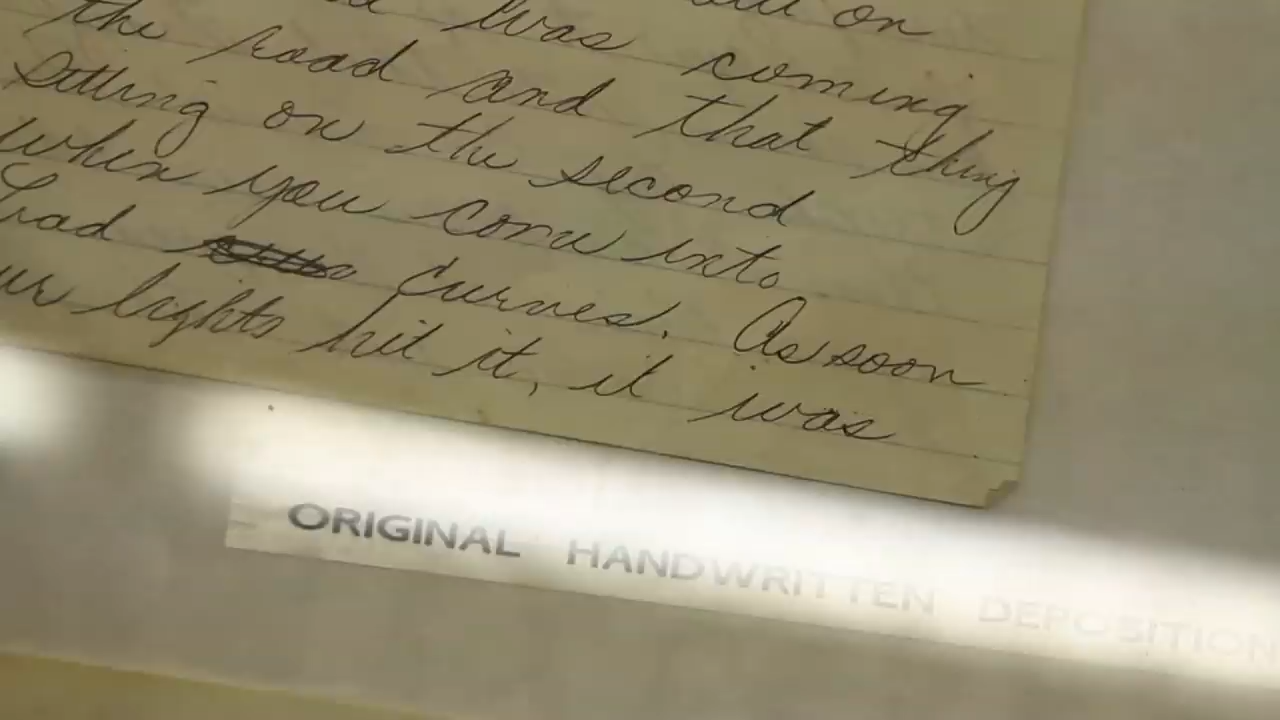 on
was coming
the road and that thing
sitting on the second
when you come into
curves. As soon
lights hit it, it was
ORIGINAL HANDWRITTEN DEPOSITION